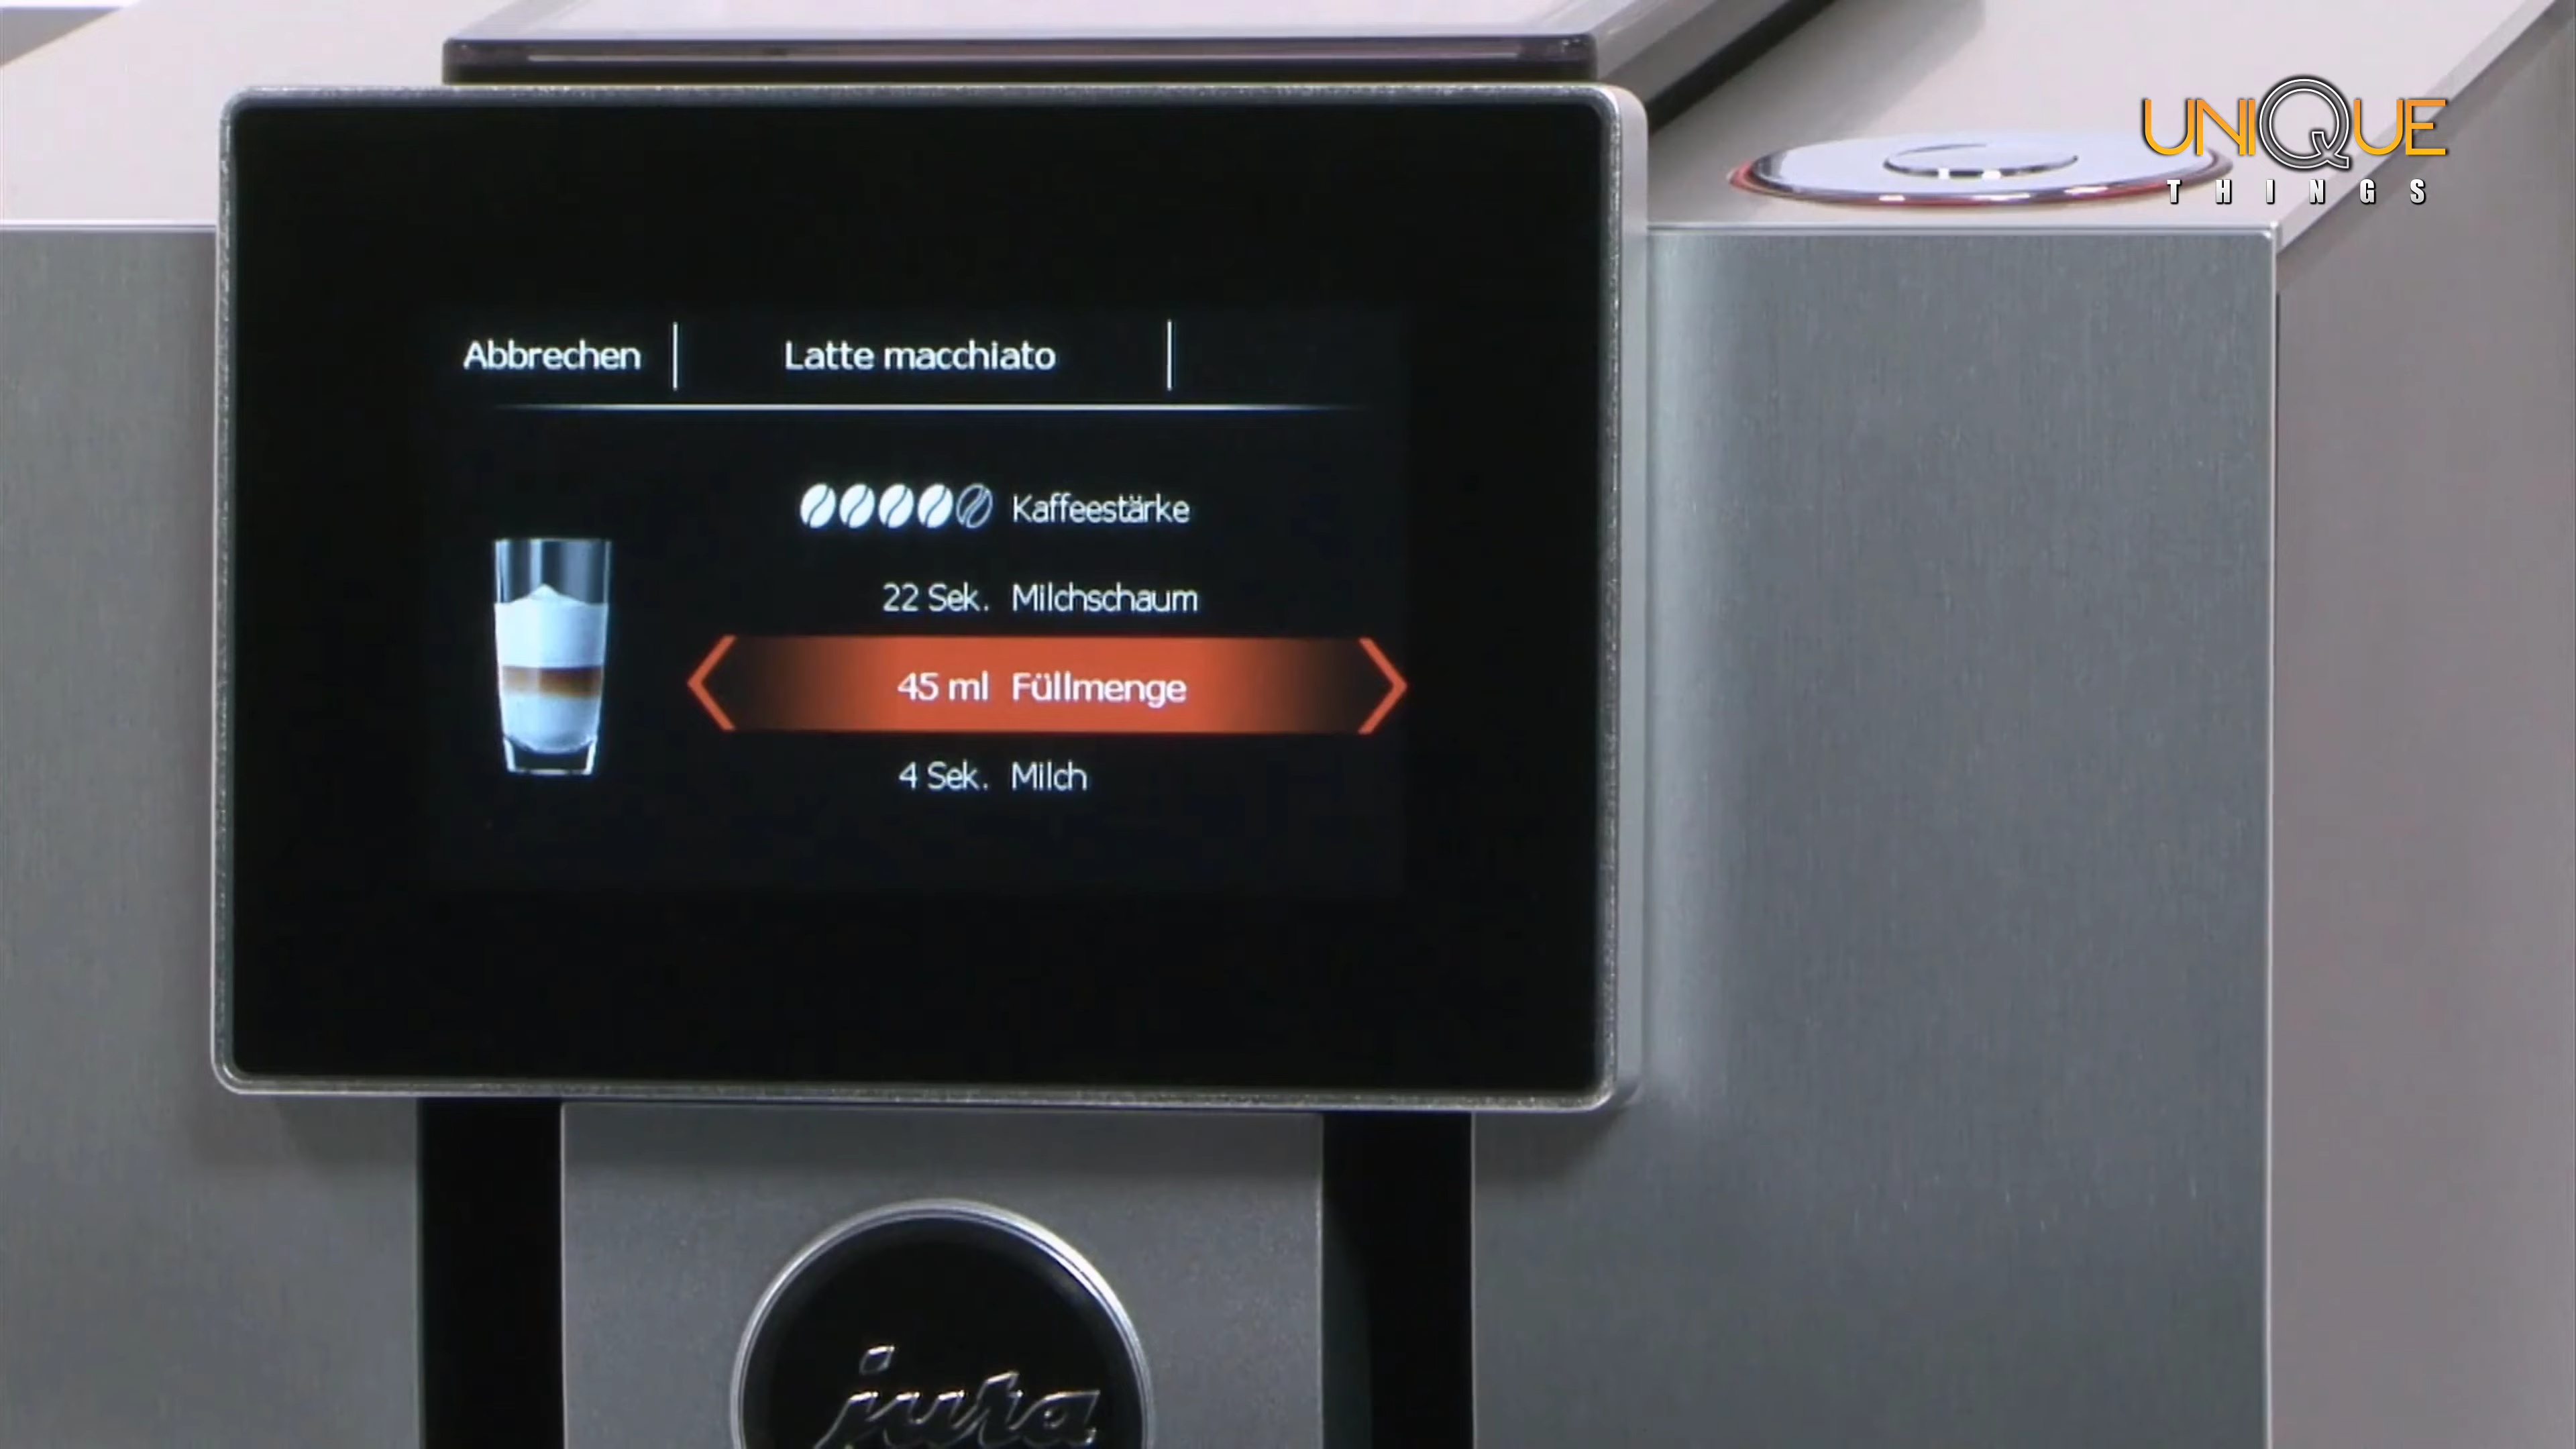 UNIQUE
THINGS
Abbrechen
Latte macchiato
Kaffeestärke
22 Sek. Milchschaum
45 ml Füllmenge
4 Sek. Milch
jura